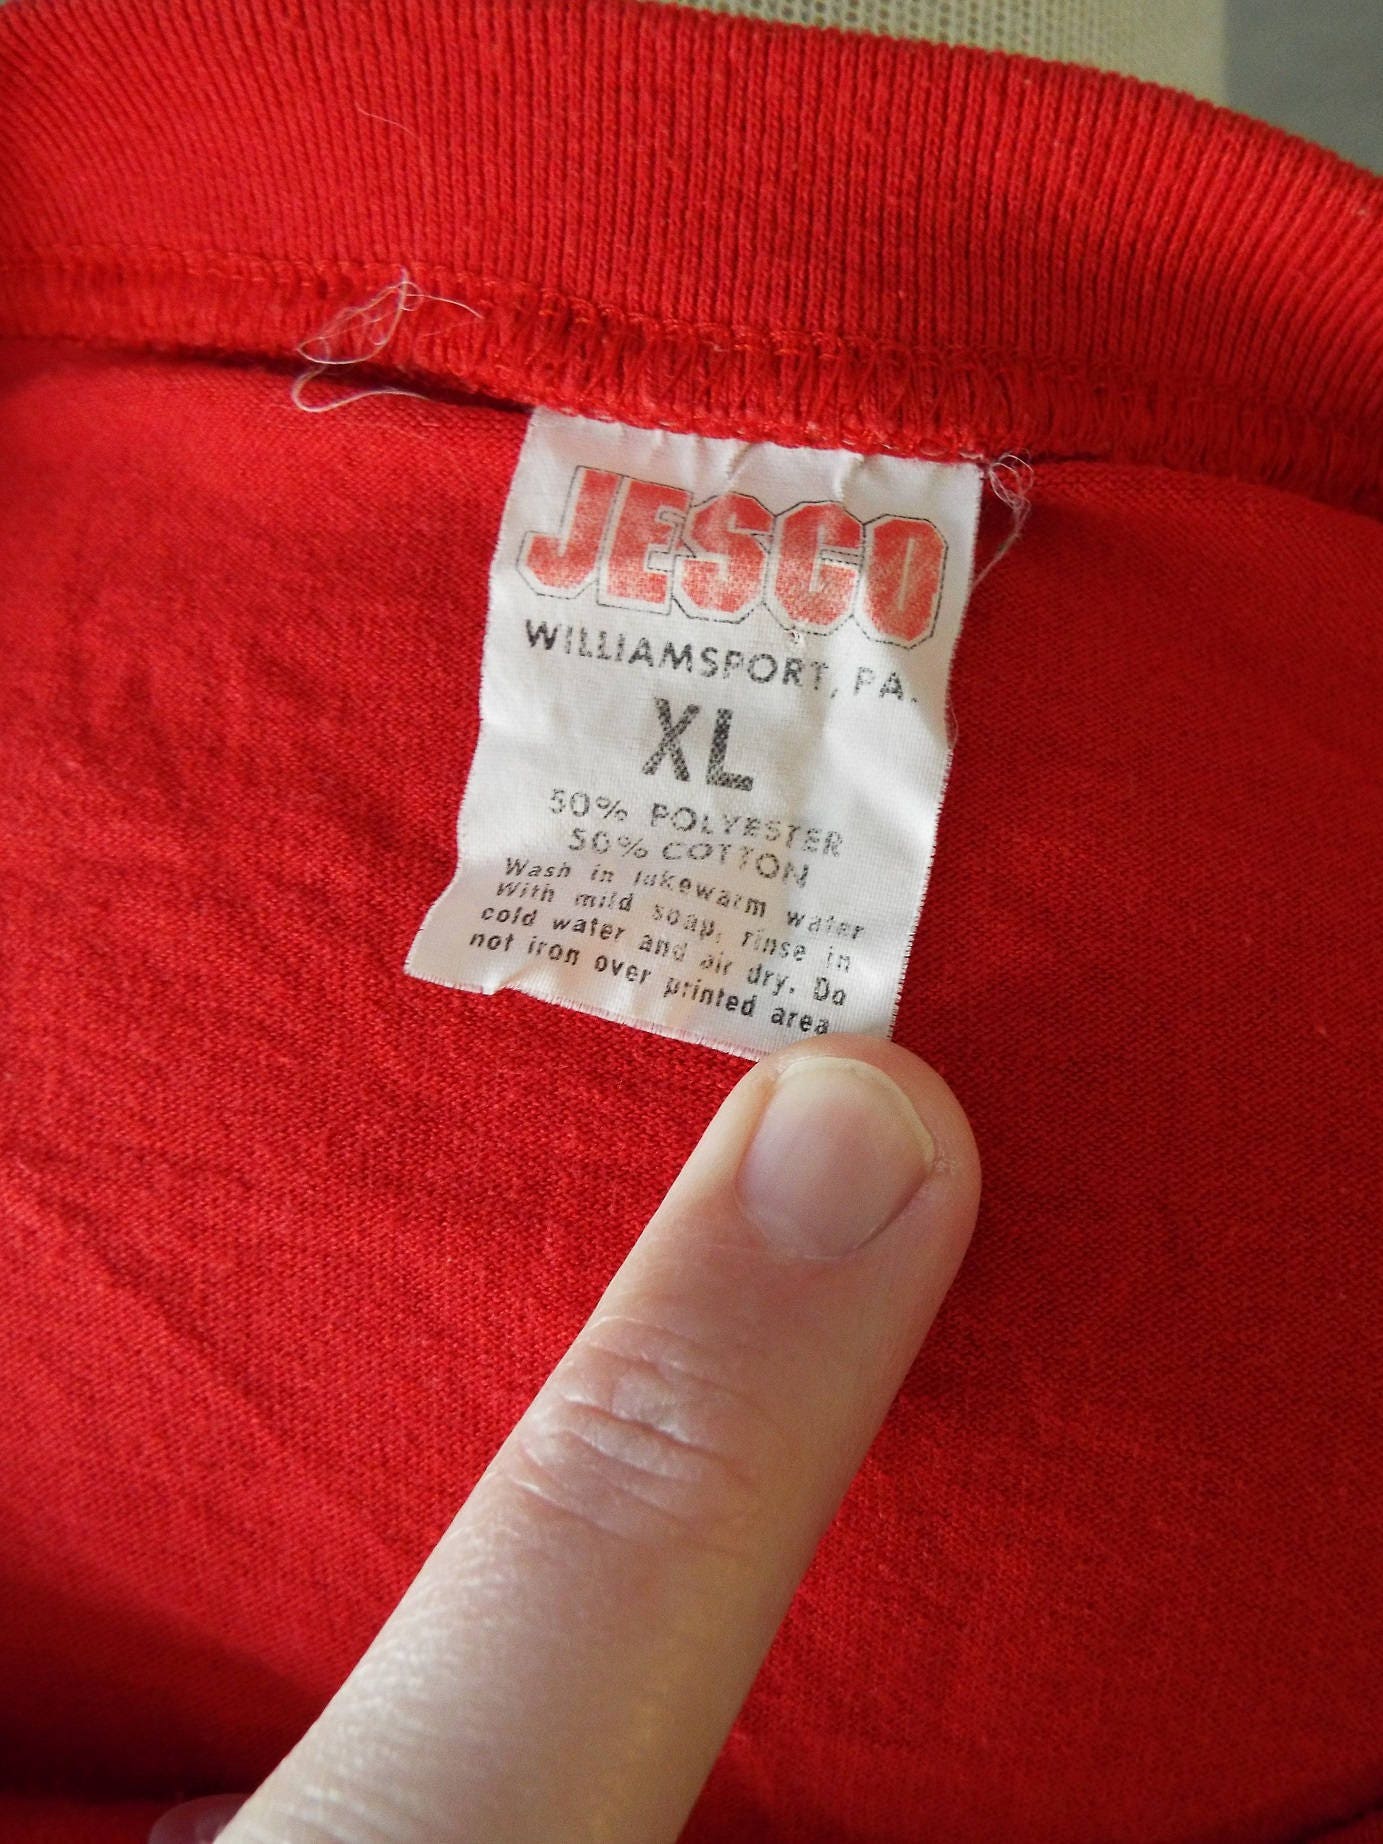 JESCO
WILLIAMSPORT, PA.
XL
50% POLYESTER
50% COTTON
Wash in lukewarm water
With mild soap, rinse in
cold water and air dry. Do
not iron over printed area